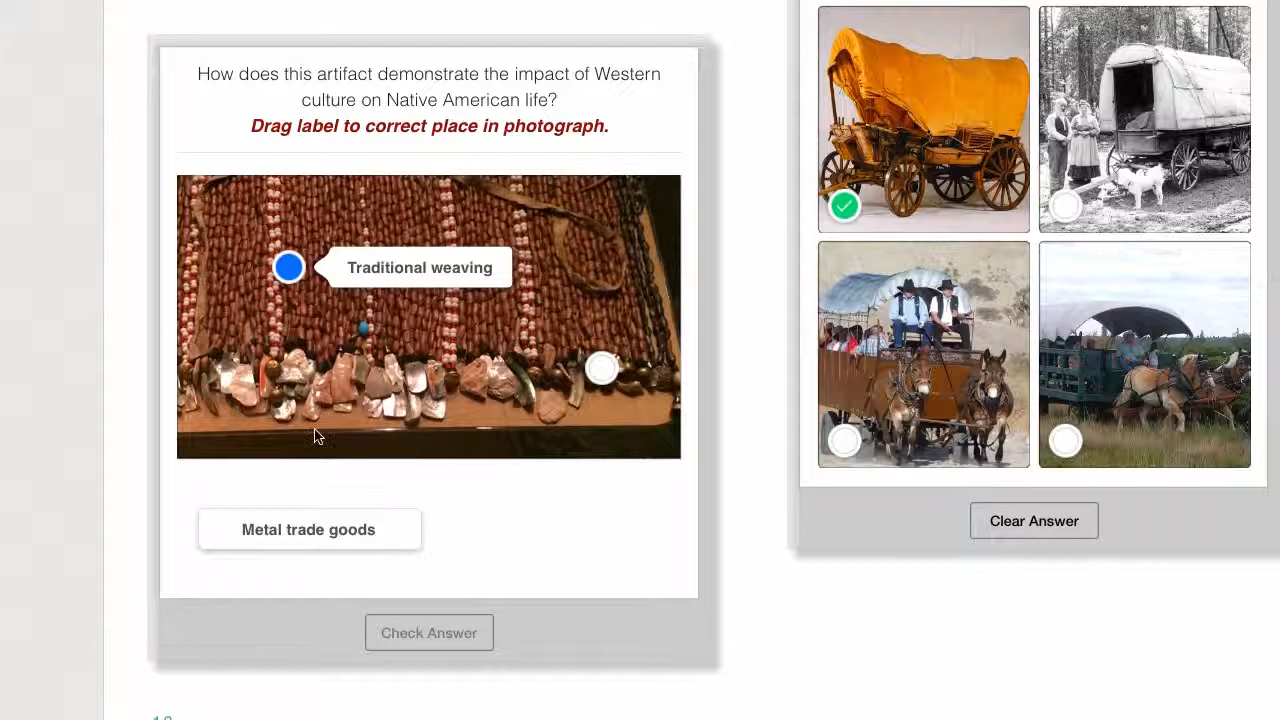 How does this artifact demonstrate the impact of Western
culture on Native American life?
Drag label to correct place in photograph.
Traditional weaving
Metal trade goods
Check Answer
Clear Answer